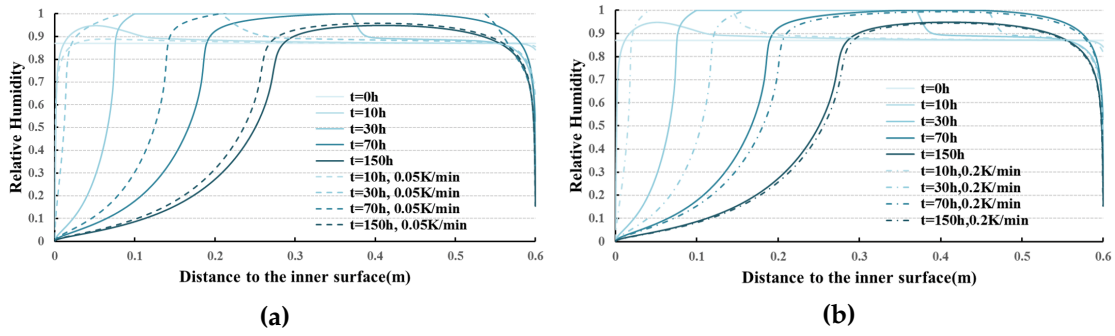 1
0.9
0.8
0.7
0.6
0.5
0.4
0.3
0.2
0.1
0
Relative Humidity
t=0h
t=10h
t=30h
t=70h
t=150h
t=10h, 0.05K/min
t=30h, 0.05K/min
t=70h, 0.05K/min
t=150h, 0.05K/min
0 0.1 0.2 0.3 0.4 0.5 0.6
Distance to the inner surface(m)
(a)
1
0.9
0.8
0.7
0.6
0.5
0.4
0.3
0.2
0.1
0
Relative Humidity
t=0h
t=10h
t=30h
t=70h
t=150h
t=10h,0.2K/min
t=30h,0.2K/min
t=70h,0.2K/min
t=150h,0.2K/min
0 0.1 0.2 0.3 0.4 0.5 0.6
Distance to the inner surface(m)
(b)